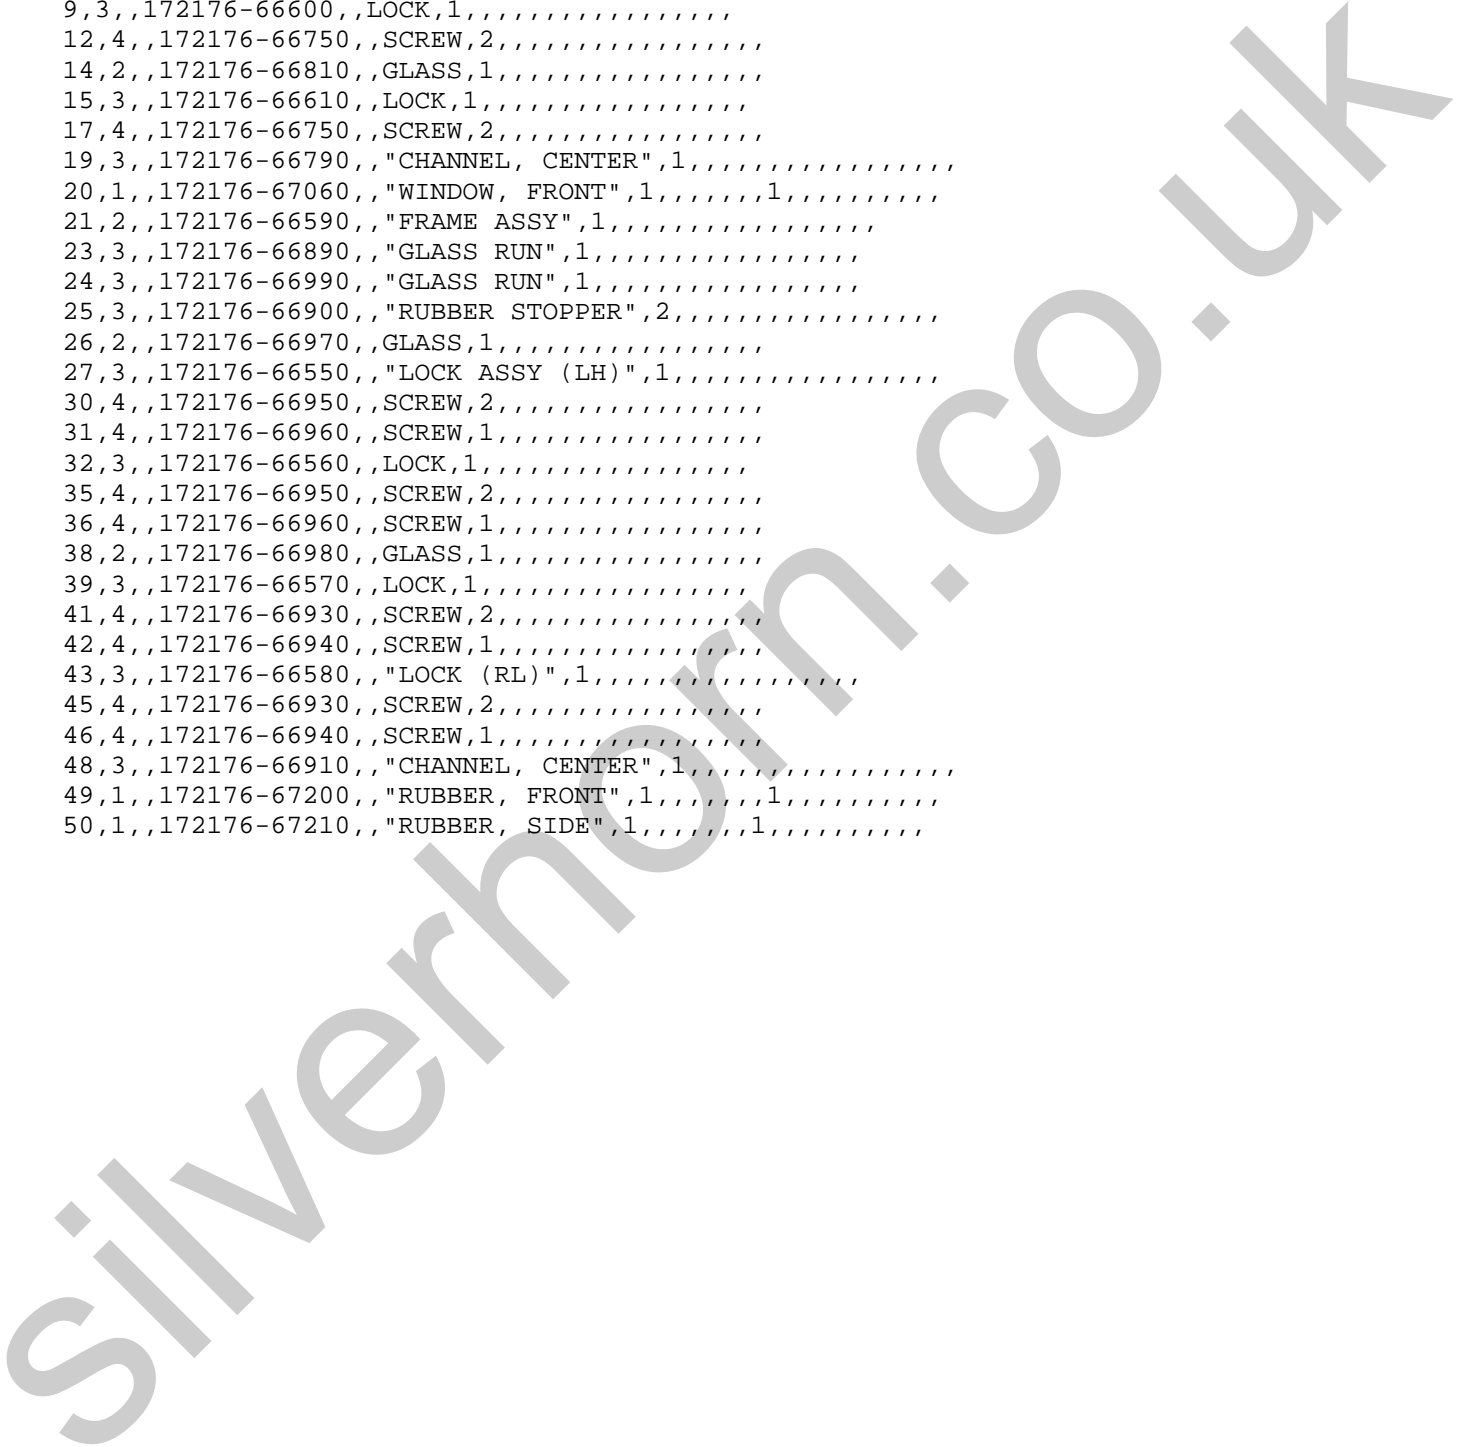 9,3,,172176-66600,,LOCK,1,,,,,,,,,,,,,,,,,
12,4,,172176-66750,,SCREW,2,,,,,,,,,,,,,,,,,
14,2,,172176-66810,,GLASS,1,,,,,,,,,,,,,,,,,
15,3,,172176-66610,,LOCK,1,,,,,,,,,,,,,,,,,
17,4,,172176-66750,,SCREW,2,,,,,,,,,,,,,,,,,
19,3,,172176-66790,,"CHANNEL, CENTER",1,,,,,,,,,,,,,,,,,
20,1,,172176-67060,,"WINDOW, FRONT",1,,,,,,,1,,,,,,,,,,
21,2,,172176-66590,,"FRAME ASSY",1,,,,,,,,,,,,,,,,,
23,3,,172176-66890,,"GLASS RUN",1,,,,,,,,,,,,,,,,,
24,3,,172176-66990,,"GLASS RUN",1,,,,,,,,,,,,,,,,,
25,3,,172176-66900,,"RUBBER STOPPER",2,,,,,,,,,,,,,,,,,
26,2,,172176-66970,,GLASS,1,,,,,,,,,,,,,,,,,
27,3,,172176-66550,,"LOCK ASSY (LH)",1,,,,,,,,,,,,,,,,,
30,4,,172176-66950,,SCREW,2,,,,,,,,,,,,,,,,,
31,4,,172176-66960,,SCREW,1,,,,,,,,,,,,,,,,,
32,3,,172176-66560,,LOCK,1,,,,,,,,,,,,,,,,,
35,4,,172176-66950,,SCREW,2,,,,,,,,,,,,,,,,,
36,4,,172176-66960,,SCREW,1,,,,,,,,,,,,,,,,,
38,2,,172176-66980,,GLASS,1,,,,,,,,,,,,,,,,,
39,3,,172176-66570,,LOCK,1,,,,,,,,,,,,,,,,,
41,4,,172176-66930,,SCREW,2,,,,,,,,,,,,,,,,,
42,4,,172176-66940,,SCREW,1,,,,,,,,,,,,,,,,,
43,3,,172176-66580,,"LOCK (RL)",1,,,,,,,,,,,,,,,,,
45,4,,172176-66930,,SCREW,2,,,,,,,,,,,,,,,,,
46,4,,172176-66940,,SCREW,1,,,,,,,,,,,,,,,,,
48,3,,172176-66910,,"CHANNEL, CENTER",1,,,,,,,,,,,,,,,,,
49,1,,172176-67200,,"RUBBER, FRONT",1,,,,,,,1,,,,,,,,,,
50,1,,172176-67210,,"RUBBER, SIDE",1,,,,,,,1,,,,,,,,,,
silverhorn.co.uk